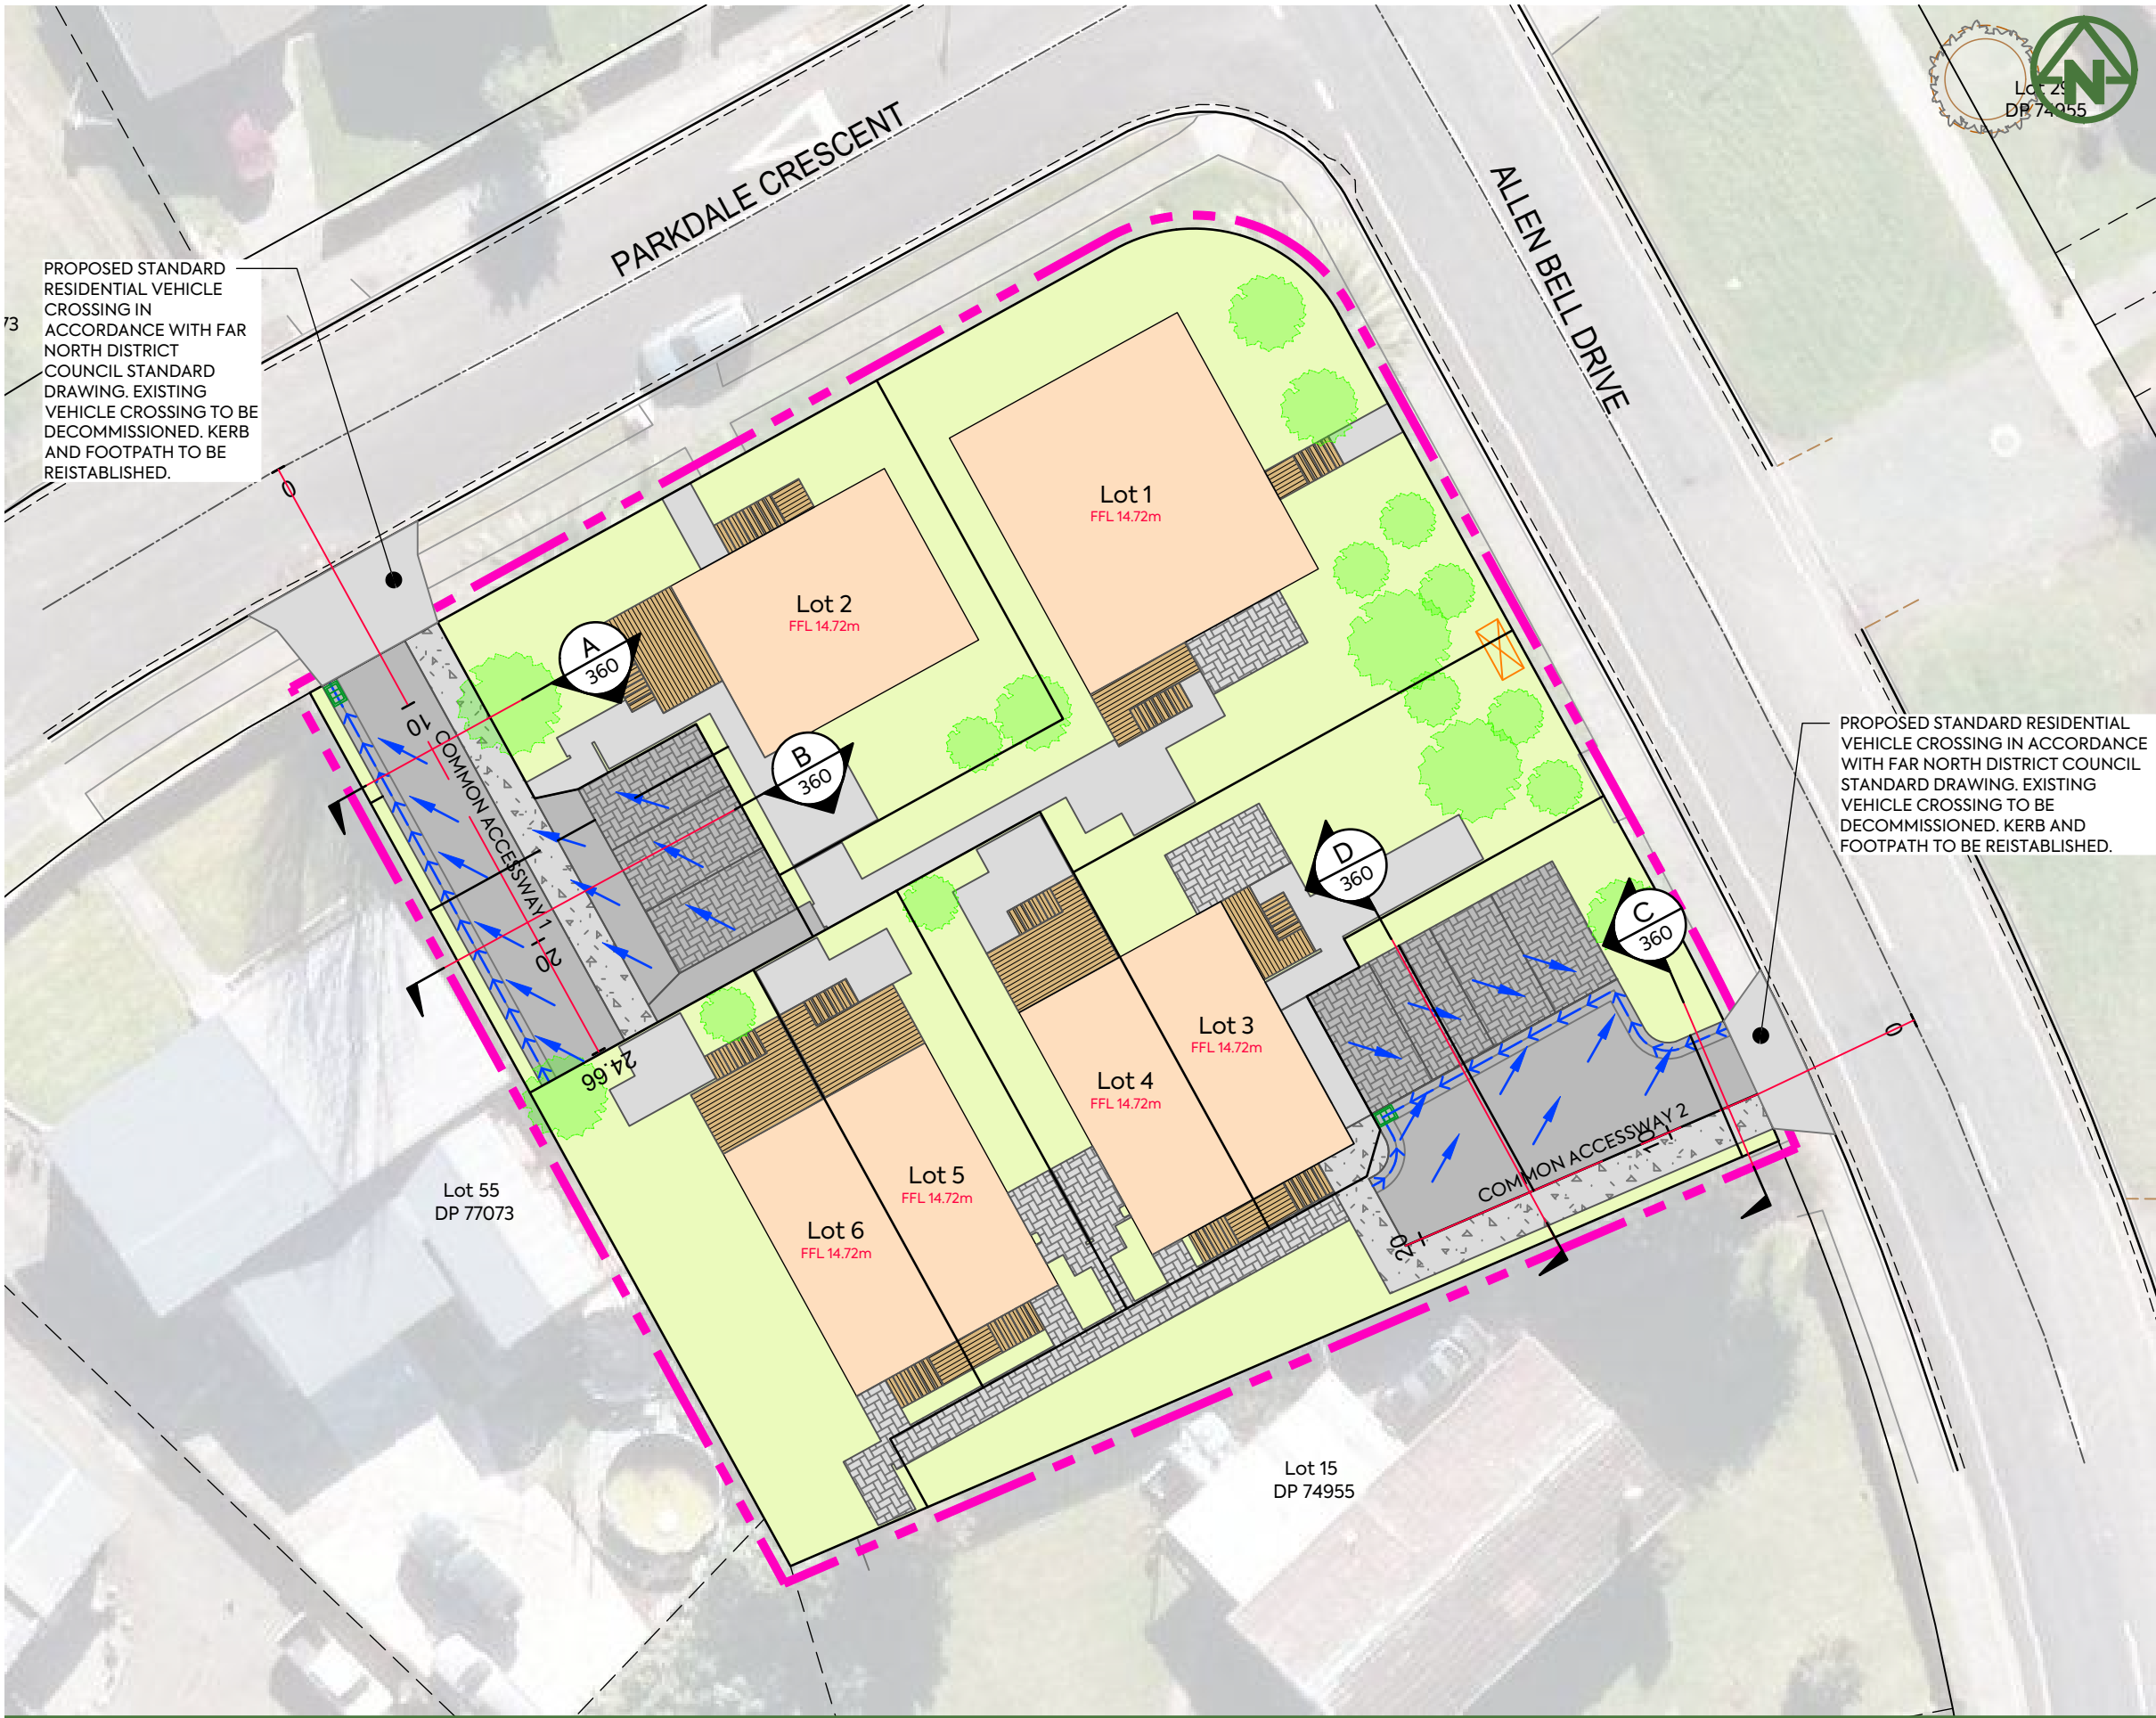 PARKDALE CRESCENT
ALLEN BELL DRIVE
N
DP 74955
PROPOSED STANDARD
RESIDENTIAL VEHICLE
CROSSING IN
ACCORDANCE WITH FAR
NORTH DISTRICT
COUNCIL STANDARD
DRAWING. EXISTING
VEHICLE CROSSING TO BE
DECOMMISSIONED. KERB
AND FOOTPATH TO BE
REISTABLISHED.
73
0
Lot 1
FFL 14.72m
Lot 2
FFL 14.72m
A
360
B
360
10
COMMON ACCESSWAY 1
20
24.66
PROPOSED STANDARD RESIDENTIAL
VEHICLE CROSSING IN ACCORDANCE
WITH FAR NORTH DISTRICT COUNCIL
STANDARD DRAWING. EXISTING
VEHICLE CROSSING TO BE
DECOMMISSIONED. KERB AND
FOOTPATH TO BE REISTABLISHED.
D
360
C
360
0
Lot 3
FFL 14.72m
Lot 4
FFL 14.72m
10
COMMON ACCESSWAY 2
20
Lot 5
FFL 14.72m
Lot 6
FFL 14.72m
Lot 55
DP 77073
Lot 15
DP 74955